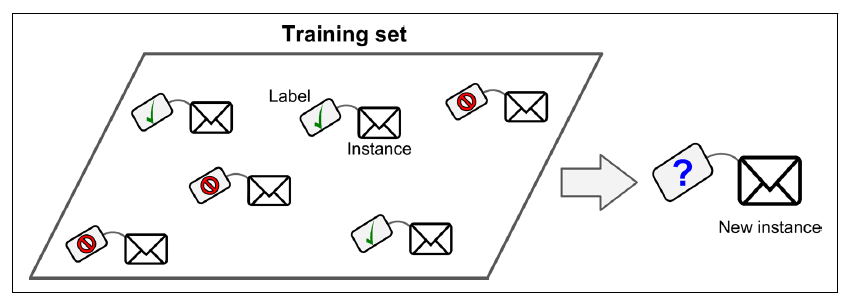 Training set
Label
Instance
?
New instance